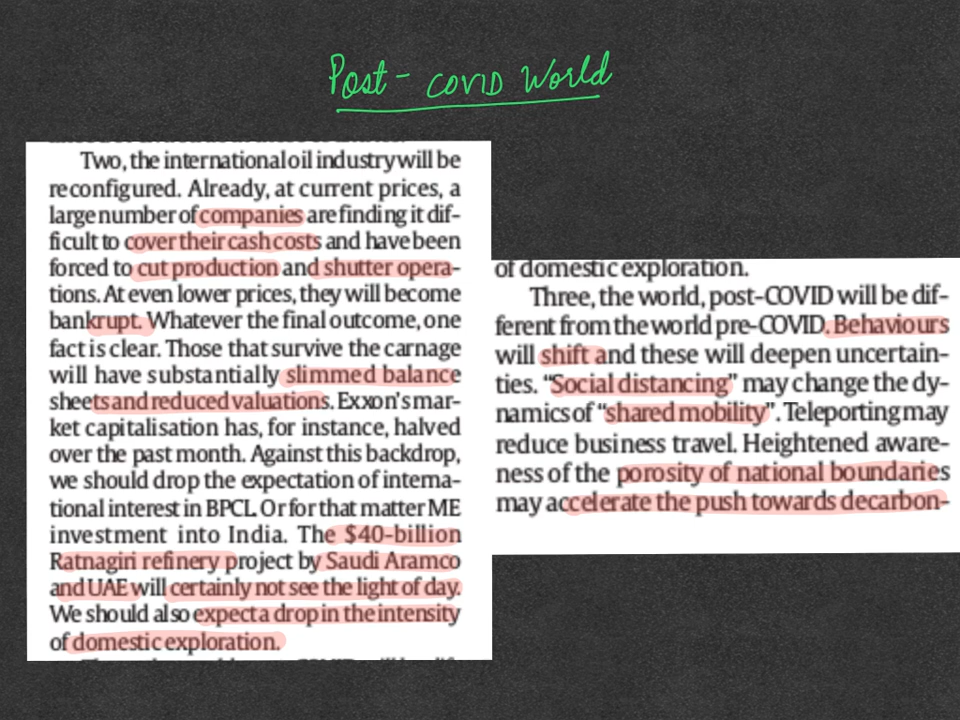 Post - COVID World
Two, the international oil industry will be
reconfigured. Already, at current prices, a
large number of companies are finding it dif-
ficult to cover their cash costs and have been
forced to cut production and shutter opera-
tions. At even lower prices, they will become
bankrupt. Whatever the final outcome, one
fact is clear. Those that survive the carnage
will have substantially slimmed balance
sheets and reduced valuations. Exxon's mar-
ket capitalisation has, for instance, halved
over the past month. Against this backdrop,
we should drop the expectation of interna-
tional interest in BPCL. Or for that matter ME
investment into India. The $40-billion
Ratnagiri refinery project by Saudi Aramco
and UAE will certainly not see the light of day.
We should also expect a drop in the intensity
of domestic exploration.
of domestic exploration.
Three, the world, post-COVID will be dif-
ferent from the world pre-COVID. Behaviours
will shift and these will deepen uncertain-
ties. "Social distancing" may change the dy-
namics of "shared mobility". Teleporting may
reduce business travel. Heightened aware-
ness of the porosity of national boundaries
may accelerate the push towards decarbon-